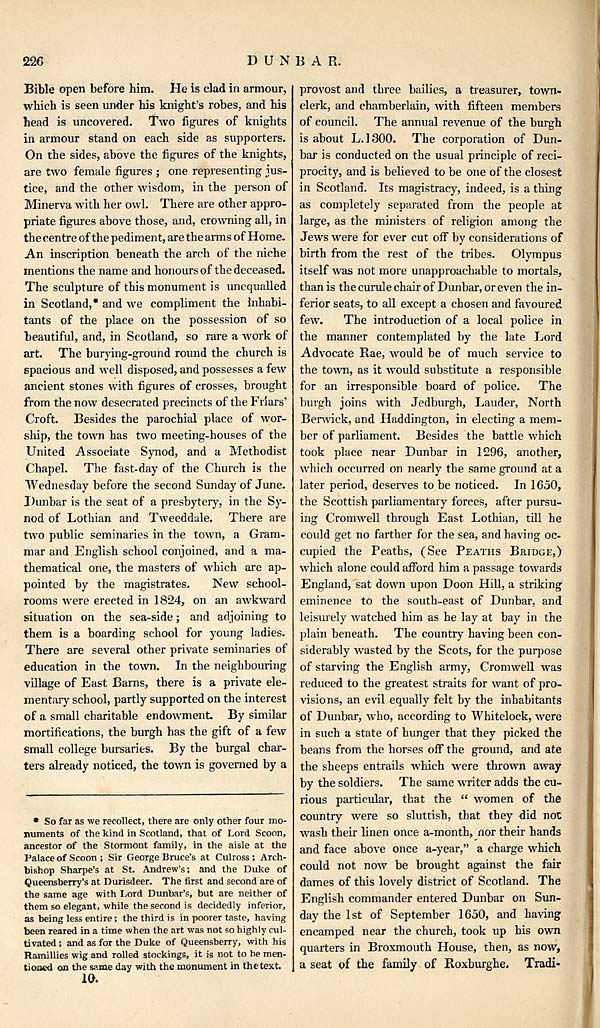 226
DUNBAR.
Bible open before him. He is clad in armour,
which is seen under his knight's robes, and his
head is uncovered. Two figures of knights
in armour stand on each side as supporters.
On the sides, above the figures of the knights,
are two female figures; one representing jus-
tice, and the other wisdom, in the person of
Minerva with her owl. There are other appro-
priate figures above those, and, crowning all, in
the centre of the pediment, are the arms of Home.
An inscription beneath the arch of the niche
mentions the name and honours of the deceased.
The sculpture of this monument is unequalled
in Scotland,* and we compliment the inhabi-
tants of the place on the possession of so
beautiful, and, in Scotland, so rare a work of
art. The burying-ground round the church is
spacious and well disposed, and possesses a few
ancient stones with figures of crosses, brought
from the now desecrated precincts of the Friars'
Croft. Besides the parochial place of wor-
ship, the town has two meeting-houses of the
United Associate Synod, and a Methodist
Chapel. The fast-day of the Church is the
Wednesday before the second Sunday of June.
Dunbar is the seat of a presbytery, in the Sy-
nod of Lothian and Tweeddale. There are
two public seminaries in the town, a Gram-
mar and English school conjoined, and a ma-
thematical one, the masters of which are ap-
pointed by the magistrates. New school-
rooms were erected in 1824, on an awkward
situation on the sea-side; and adjoining to
them is a boarding school for young ladies.
There are several other private seminaries of
education in the town. In the neighbouring
village of East Barns, there is a private ele-
mentary school, partly supported on the interest
of a small charitable endowment. By similar
mortifications, the burgh has the gift of a few
small college bursaries. By the burgal char-
ters already noticed, the town is governed by a
* So far as we recollect, there are only other four mo-
numents of the kind in Scotland, that of Lord Scoon,
ancestor of the Stormont family, in the aisle at the
Palace of Scoon; Sir George Bruce's at Culross; Arch-
bishop Sharpe's at St. Andrew's; and the Duke of
Queensberry's at Durisdeer. The first and second are of
the same age with Lord Dunbar's, but are neither of
them so elegant, while the second is decidedly inferior,
as being less entire; the third is in poorer taste, having
been reared in a time when the art was not so highly cul-
tivated; and as for the Duke of Queensberry, with his
Ramillies wig and rolled stockings, it is not to be men-
tioned on the same day with the monument in the text.
10.
provost and three bailies, a treasurer, town-
clerk, and chamberlain, with fifteen members
of council. The annual revenue of the burgh
is about L.1300. The corporation of Dun-
bar is conducted on the usual principle of reci-
procity, and is believed to be one of the closest
in Scotland. Its magistracy, indeed, is a thing
as completely separated from the people at
large, as the ministers of religion among the
Jews were for ever cut off by considerations of
birth from the rest of the tribes. Olympus
itself was not more unapproachable to mortals,
than is the curule chair of Dunbar, or even the in-
ferior seats, to all except a chosen and favoured
few. The introduction of a local police in
the manner contemplated by the late Lord
Advocate Rae, would be of much service to
the town, as it would substitute a responsible
for an irresponsible board of police. The
burgh joins with Jedburgh, Lauder, North
Berwick, and Haddington, in electing a mem-
ber of parliament. Besides the battle which
took place near Dunbar in 1296, another,
which occurred on nearly the same ground at a
later period, deserves to be noticed. In 1650,
the Scottish parliamentary forces, after pursu-
ing Cromwell through East Lothian, till he
could get no farther for the sea, and having oc-
cupied the Peaths, (See PEATHS BRIDGE,)
which alone could afford him a passage towards
England, sat down upon Doon Hill, a striking
eminence to the south-east of Dunbar, and
leisurely watched him as he lay at bay in the
plain beneath. The country having been con-
siderably wasted by the Scots, for the purpose
of starving the English army, Cromwell was
reduced to the greatest straits for want of pro-
visions, an evil equally felt by the inhabitants
of Dunbar, who, according to Whitelock, were
in such a state of hunger that they picked the
beans from the horses off the ground, and ate
the sheeps entrails which were thrown away
by the soldiers. The same writer adds the cu-
rious particular, that the " women of the
country were so sluttish, that they did not
wash their linen once a-month, nor their hands
and face above once a-year," a charge which
could not now be brought against the fair
dames of this lovely district of Scotland. The
English commander entered Dunbar on Sun-
day the 1st of September 1650, and having
encamped near the church, took up his own
quarters in Broxmouth House, then, as now,
a seat of the family of Roxburghe. Tradi-